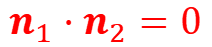 𝒏₁ · 𝒏₂ = 0